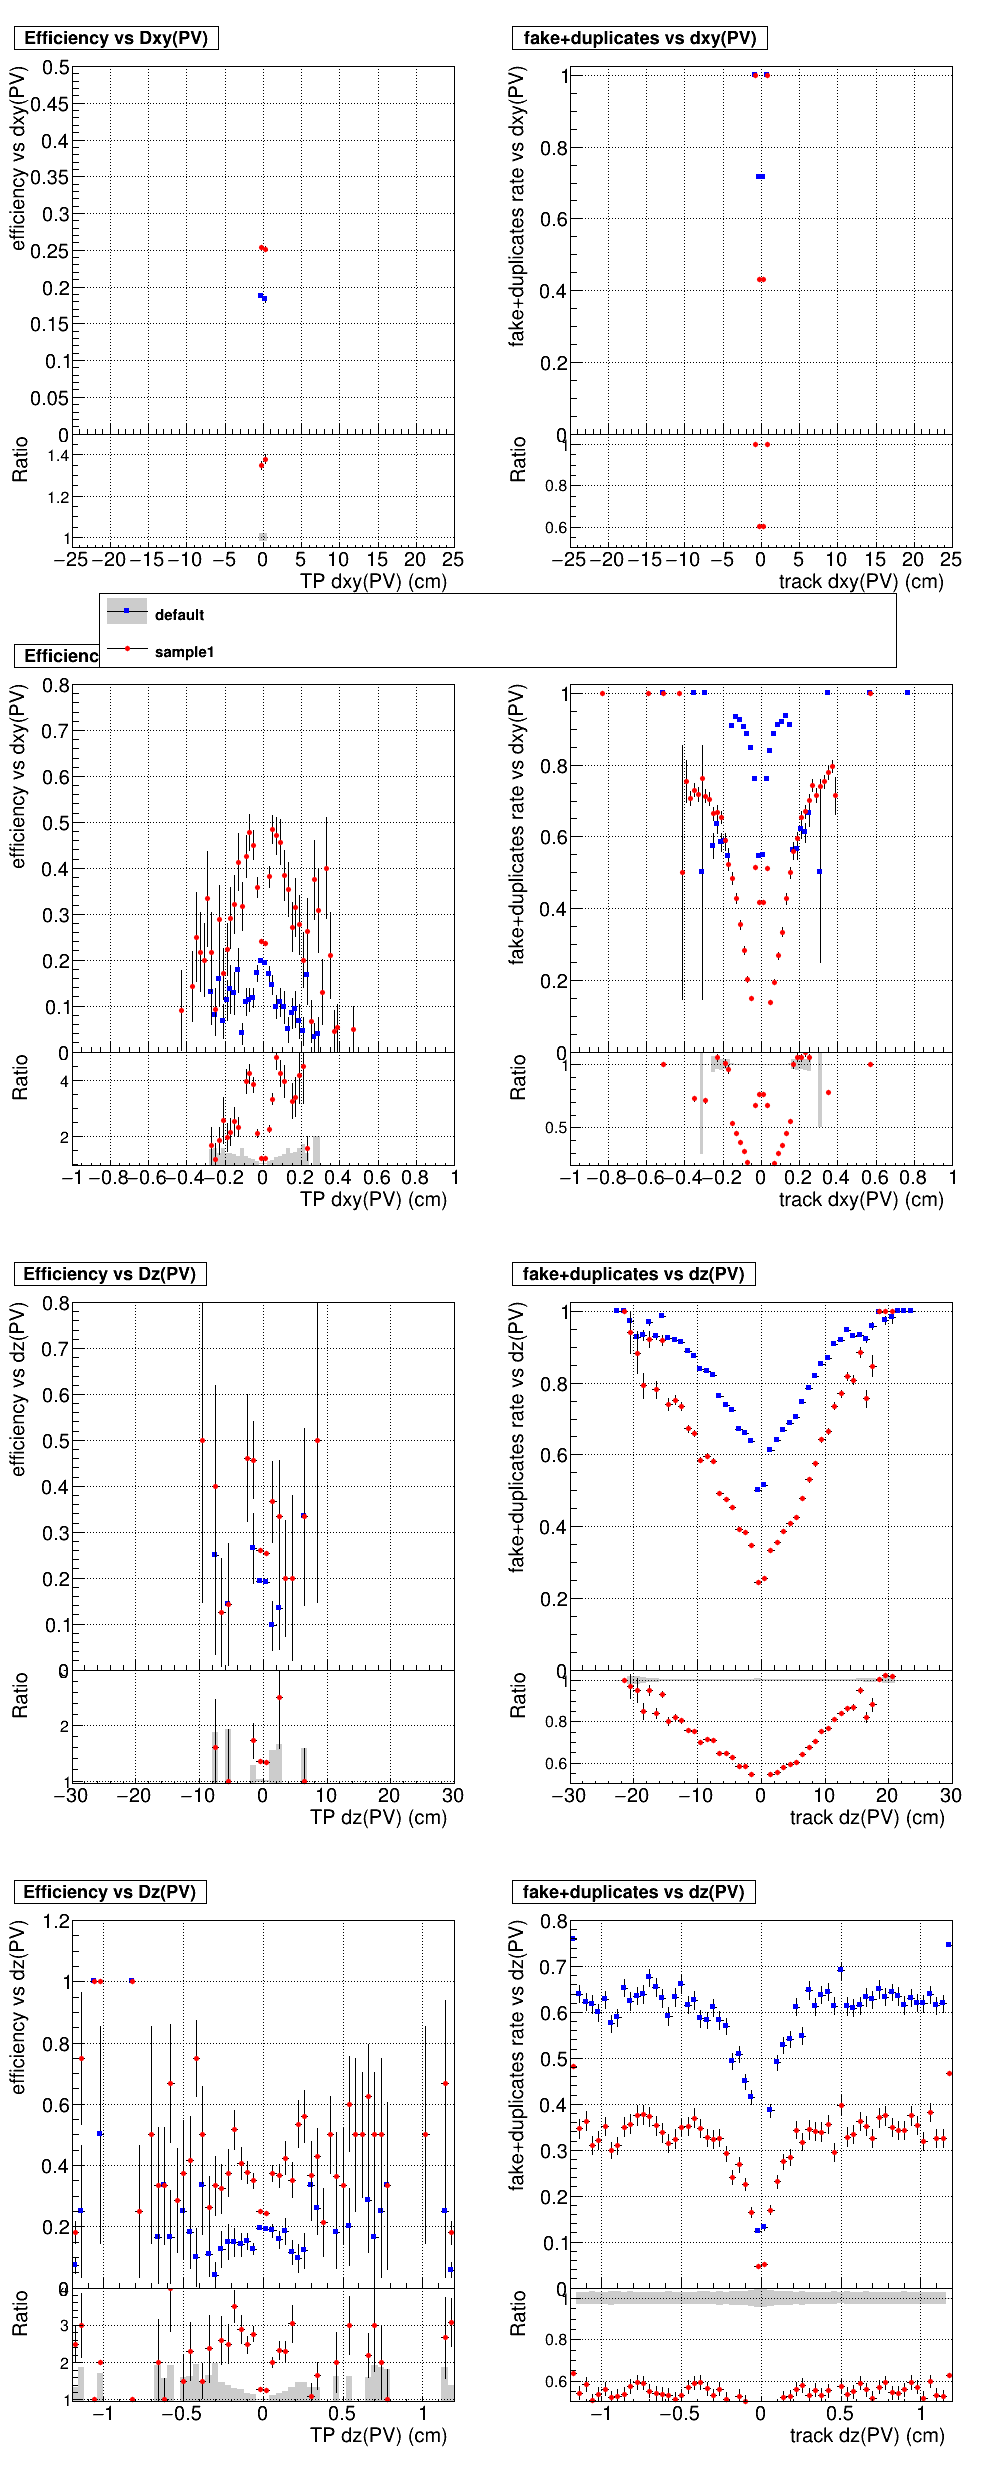 Efficiency vs Dxy(PV)
fake+duplicates vs dxy(PV)
efficiency vs dxy(PV)
0.5
0.45
0.4
0.35
0.3
0.25
0.2
0.15
0.1
0.05
0
Ratio
1.4
1.2
1
−25 −20 −15 −10 −5 0 5 10 15 20 25
TP dxy(PV) (cm)
fake+duplicates rate vs dxy(PV)
1
0.8
0.6
0.4
0.2
0
Ratio
1
0.8
0.6
−25 −20 −15 −10 −5 0 5 10 15 20 25
track dxy(PV) (cm)
default
sample1
Efficienc
efficiency vs dxy(PV)
0.8
0.7
0.6
0.5
0.4
0.3
0.2
0.1
0
Ratio
4
2
−1 −0.8 −0.6 −0.4 −0.2 0 0.2 0.4 0.6 0.8 1
TP dxy(PV) (cm)
fake+duplicates rate vs dxy(PV)
1
0.8
0.6
0.4
0.2
0
Ratio
1
0.5
−1 −0.8 −0.6 −0.4 −0.2 0 0.2 0.4 0.6 0.8 1
track dxy(PV) (cm)
Efficiency vs Dz(PV)
fake+duplicates vs dz(PV)
efficiency vs dz(PV)
0.8
0.7
0.6
0.5
0.4
0.3
0.2
0.1
0
Ratio
2
1
−30 −20 −10 0 10 20 30
TP dz(PV) (cm)
fake+duplicates rate vs dz(PV)
1
0.8
0.6
0.4
0.2
0
Ratio
1
0.8
0.6
−30 −20 −10 0 10 20 30
track dz(PV) (cm)
Efficiency vs Dz(PV)
fake+duplicates vs dz(PV)
efficiency vs dz(PV)
1.2
1
0.8
0.6
0.4
0.2
0
Ratio
3
2
1
−1 −0.5 0 0.5 1
TP dz(PV) (cm)
fake+duplicates rate vs dz(PV)
0.8
0.7
0.6
0.5
0.4
0.3
0.2
0.1
0
Ratio
1
0.8
0.6
−1 −0.5 0 0.5 1
track dz(PV) (cm)